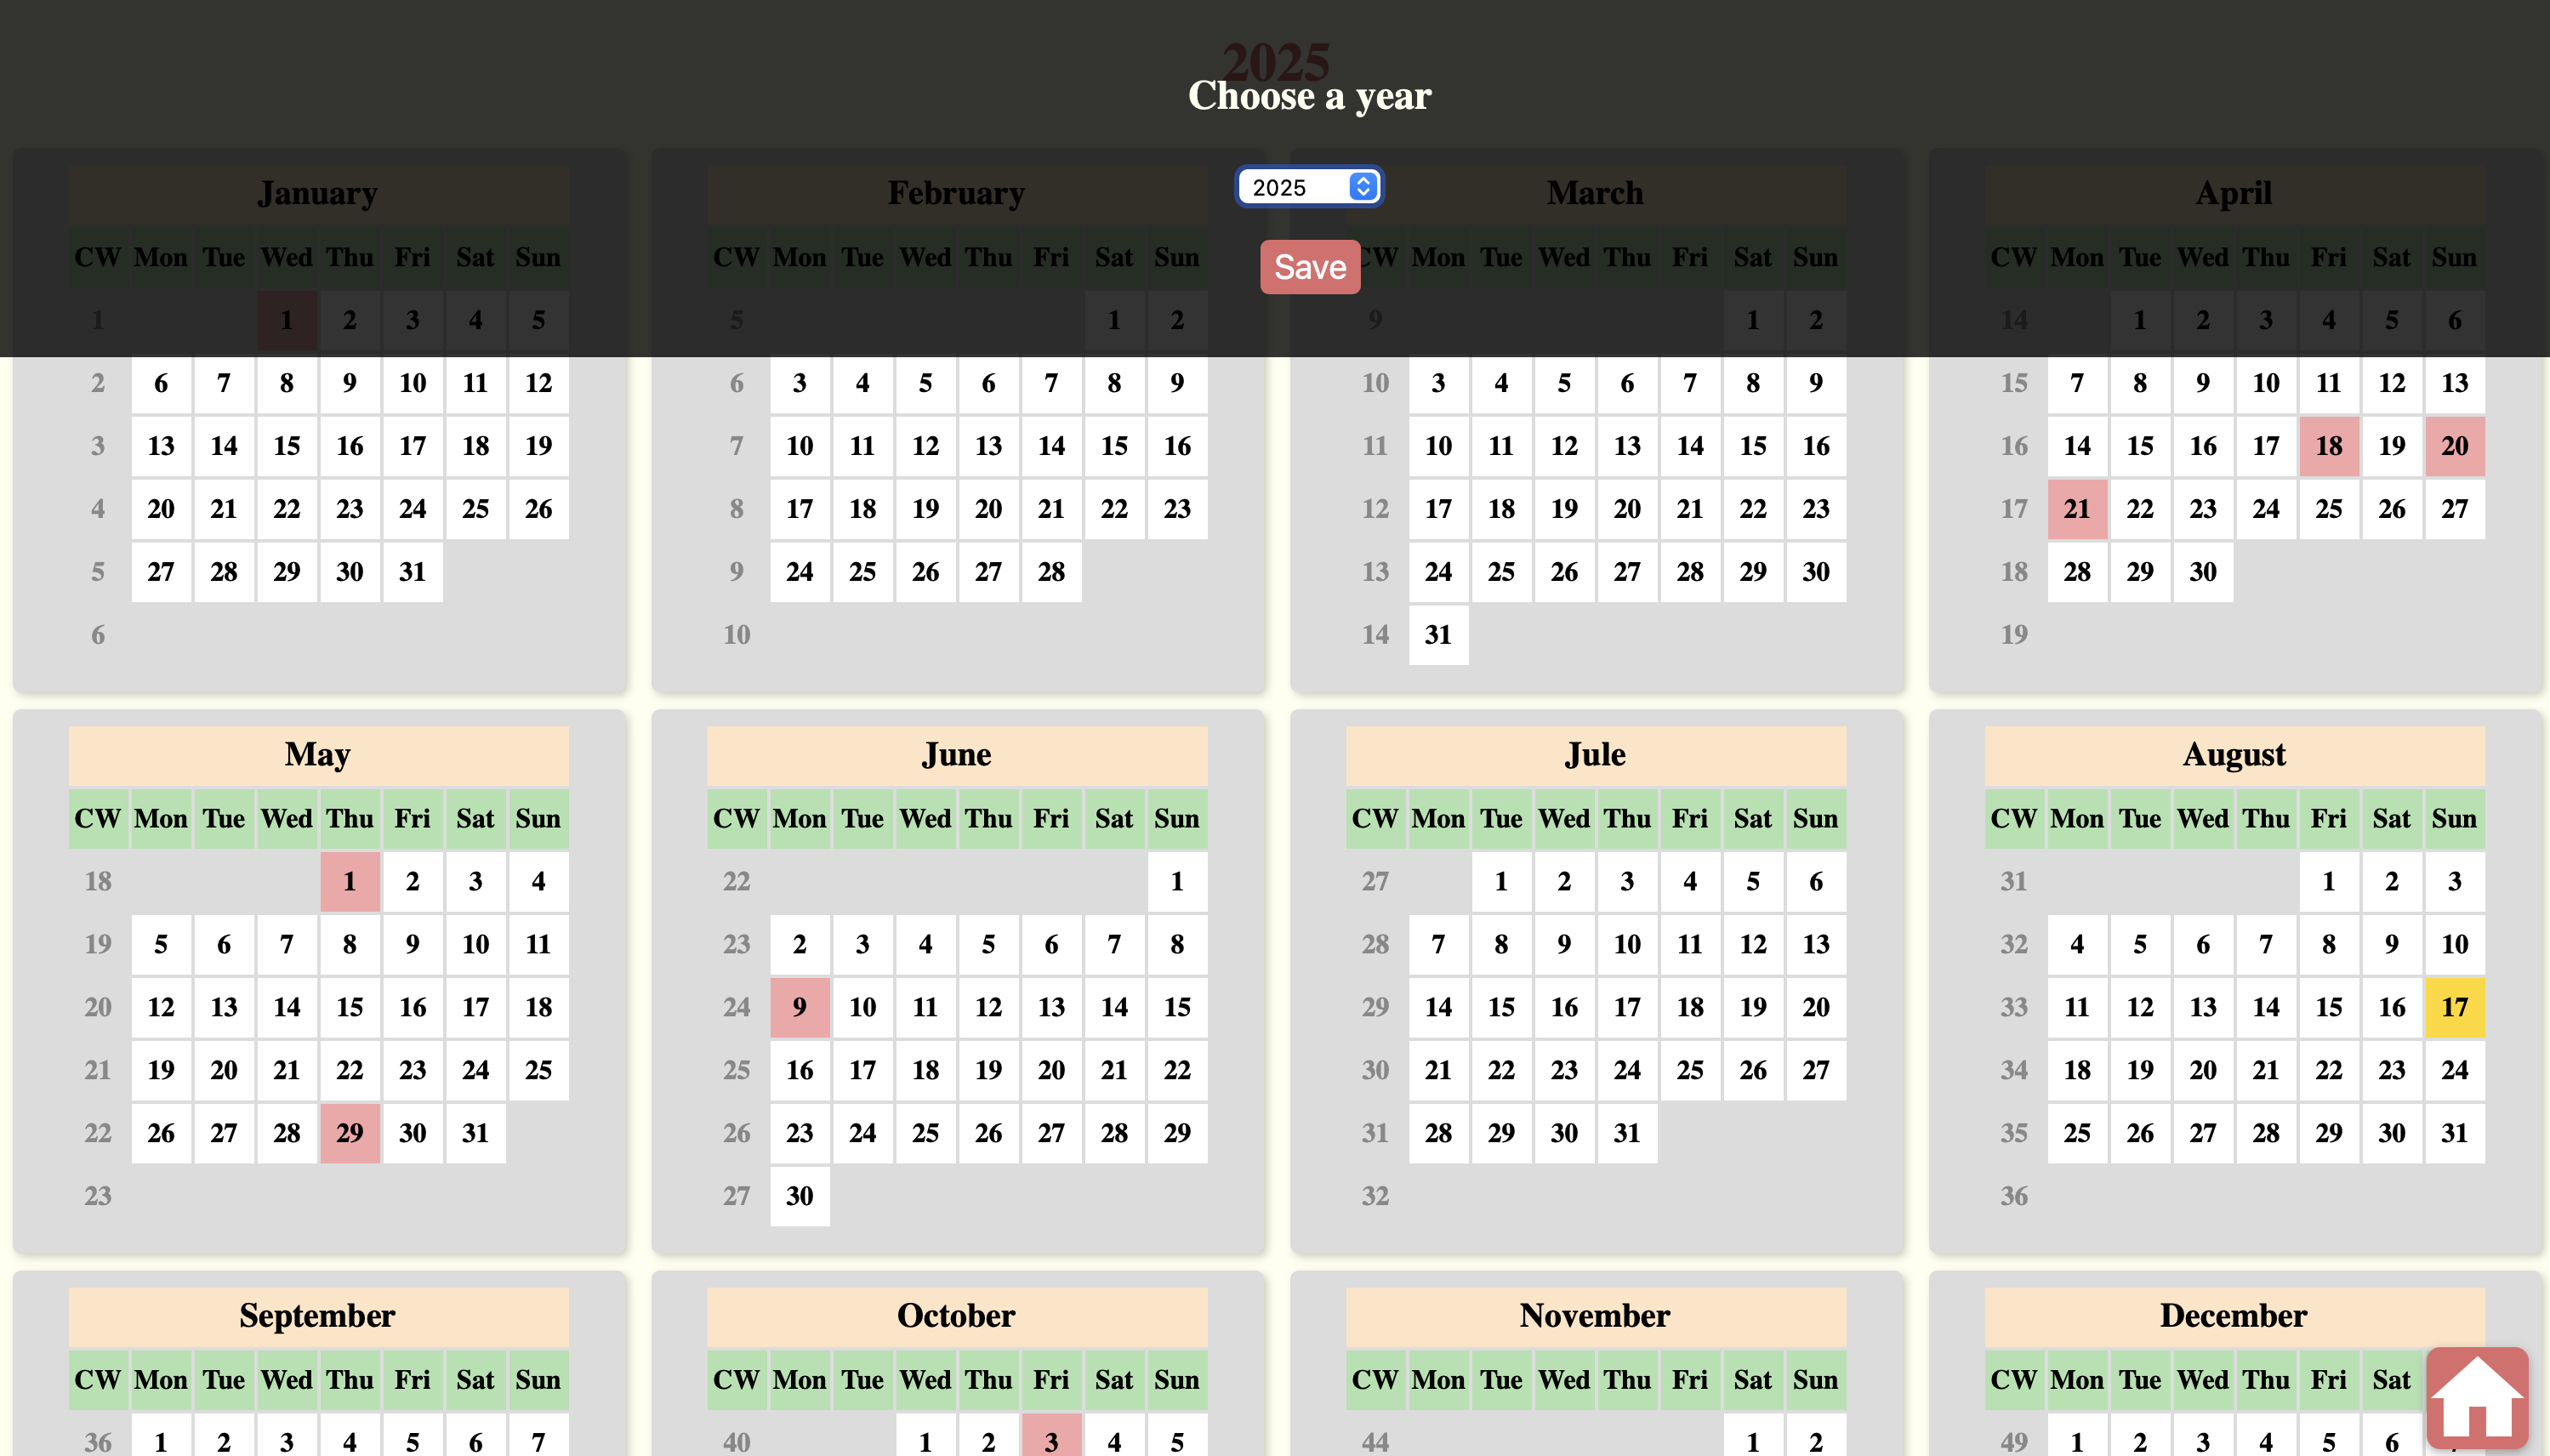 2025
Choose a year
January February March April
2025
CW Mon Tue Wed Thu Fri Sat Sun CW Mon Tue Wed Thu Fri Sat Sun CW Mon Tue Wed Thu Fri Sat Sun CW Mon Tue Wed Thu Fri Sat Sun
Save
1 1 2 3 4 5 5 1 2 9 1 2 14 1 2 3 4 5 6
2 6 7 8 9 10 11 12 6 3 4 5 6 7 8 9 10 3 4 5 6 7 8 9 15 7 8 9 10 11 12 13
3 13 14 15 16 17 18 19 7 10 11 12 13 14 15 16 11 10 11 12 13 14 15 16 16 14 15 16 17 18 19 20
4 20 21 22 23 24 25 26 8 17 18 19 20 21 22 23 12 17 18 19 20 21 22 23 17 21 22 23 24 25 26 27
5 27 28 29 30 31 9 24 25 26 27 28 13 24 25 26 27 28 29 30 18 28 29 30
6 10 14 31 19
May June Jule August
CW Mon Tue Wed Thu Fri Sat Sun CW Mon Tue Wed Thu Fri Sat Sun CW Mon Tue Wed Thu Fri Sat Sun CW Mon Tue Wed Thu Fri Sat Sun
18 1 2 3 4 22 1 27 1 2 3 4 5 6 31 1 2 3
19 5 6 7 8 9 10 11 23 2 3 4 5 6 7 8 28 7 8 9 10 11 12 13 32 4 5 6 7 8 9 10
20 12 13 14 15 16 17 18 24 9 10 11 12 13 14 15 29 14 15 16 17 18 19 20 33 11 12 13 14 15 16 17
21 19 20 21 22 23 24 25 25 16 17 18 19 20 21 22 30 21 22 23 24 25 26 27 34 18 19 20 21 22 23 24
22 26 27 28 29 30 31 26 23 24 25 26 27 28 29 31 28 29 30 31 35 25 26 27 28 29 30 31
23 27 30 32 36
September October November December
CW Mon Tue Wed Thu Fri Sat Sun CW Mon Tue Wed Thu Fri Sat Sun CW Mon Tue Wed Thu Fri Sat Sun CW Mon Tue Wed Thu Fri Sat
36 1 2 3 4 5 6 7 40 1 2 3 4 5 44 1 2 49 1 2 3 4 5 6